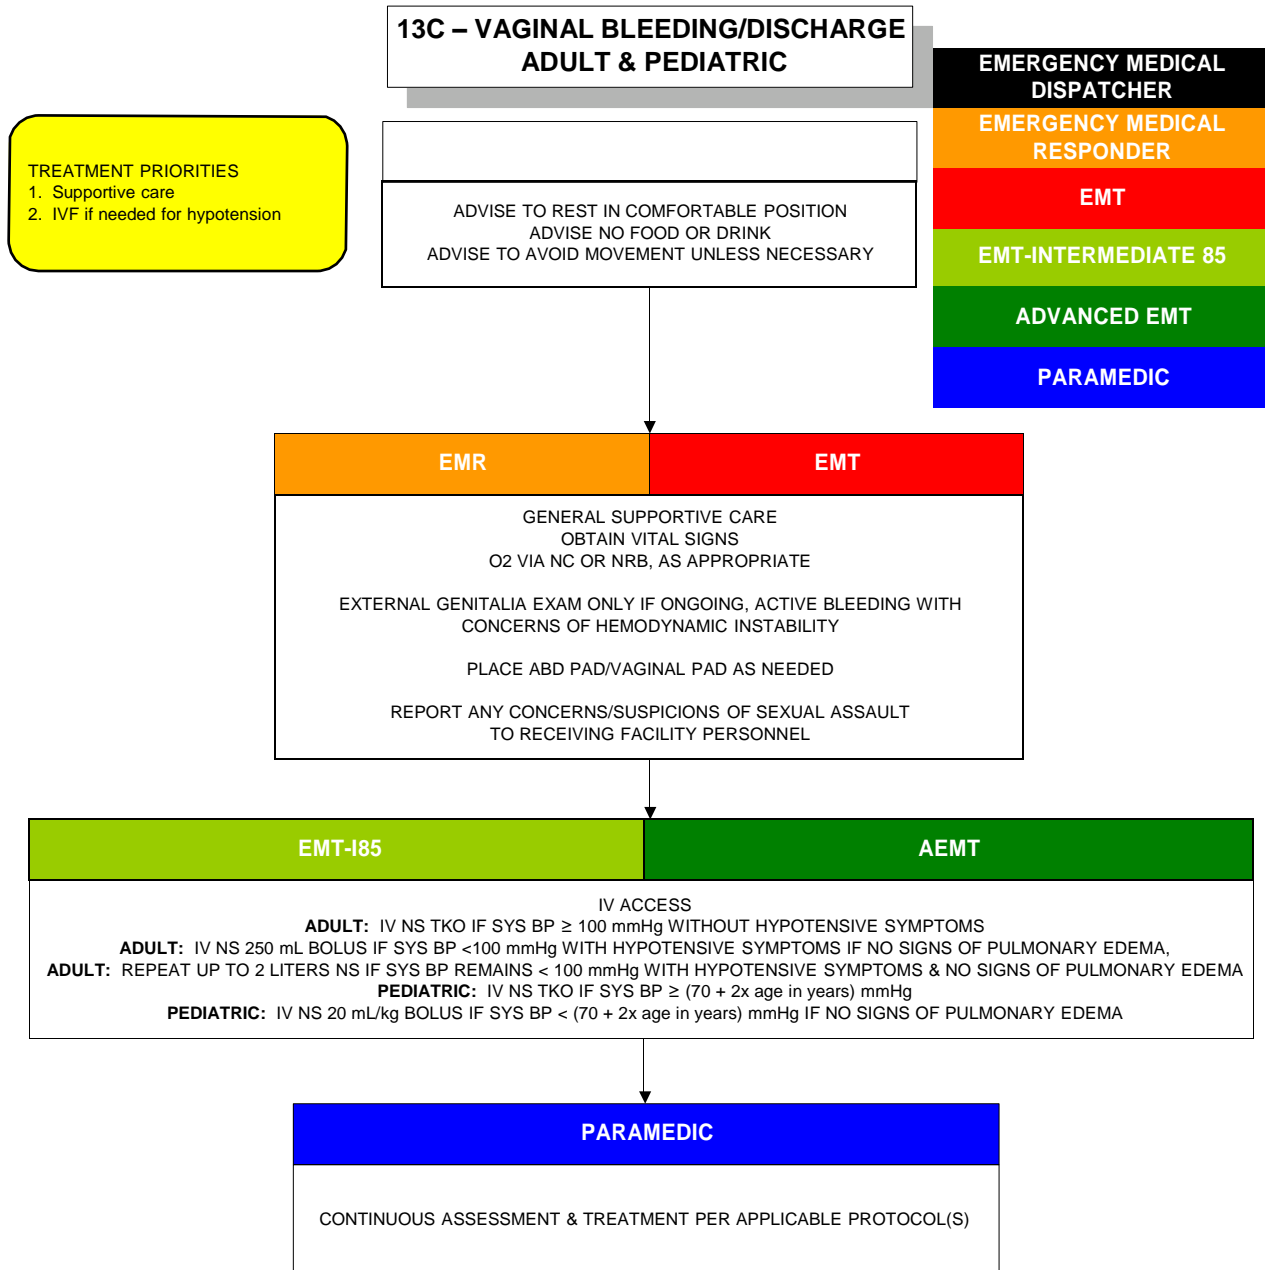 13C – VAGINAL BLEEDING/DISCHARGE
ADULT & PEDIATRIC
EMERGENCY MEDICAL
DISPATCHER
EMERGENCY MEDICAL
RESPONDER
EMT
EMT-INTERMEDIATE 85
ADVANCED EMT
PARAMEDIC
TREATMENT PRIORITIES
1. Supportive care
2. IVF if needed for hypotension
ADVISE TO REST IN COMFORTABLE POSITION
ADVISE NO FOOD OR DRINK
ADVISE TO AVOID MOVEMENT UNLESS NECESSARY
EMR
EMT
GENERAL SUPPORTIVE CARE
OBTAIN VITAL SIGNS
O2 VIA NC OR NRB, AS APPROPRIATE
EXTERNAL GENITALIA EXAM ONLY IF ONGOING, ACTIVE BLEEDING WITH
CONCERNS OF HEMODYNAMIC INSTABILITY
PLACE ABD PAD/VAGINAL PAD AS NEEDED
REPORT ANY CONCERNS/SUSPICIONS OF SEXUAL ASSAULT
TO RECEIVING FACILITY PERSONNEL
EMT-I85
AEMT
IV ACCESS
ADULT: IV NS TKO IF SYS BP ≥ 100 mmHg WITHOUT HYPOTENSIVE SYMPTOMS
ADULT: IV NS 250 mL BOLUS IF SYS BP <100 mmHg WITH HYPOTENSIVE SYMPTOMS IF NO SIGNS OF PULMONARY EDEMA,
ADULT: REPEAT UP TO 2 LITERS NS IF SYS BP REMAINS < 100 mmHg WITH HYPOTENSIVE SYMPTOMS & NO SIGNS OF PULMONARY EDEMA
PEDIATRIC: IV NS TKO IF SYS BP ≥ (70 + 2x age in years) mmHg
PEDIATRIC: IV NS 20 mL/kg BOLUS IF SYS BP < (70 + 2x age in years) mmHg IF NO SIGNS OF PULMONARY EDEMA
PARAMEDIC
CONTINUOUS ASSESSMENT & TREATMENT PER APPLICABLE PROTOCOL(S)